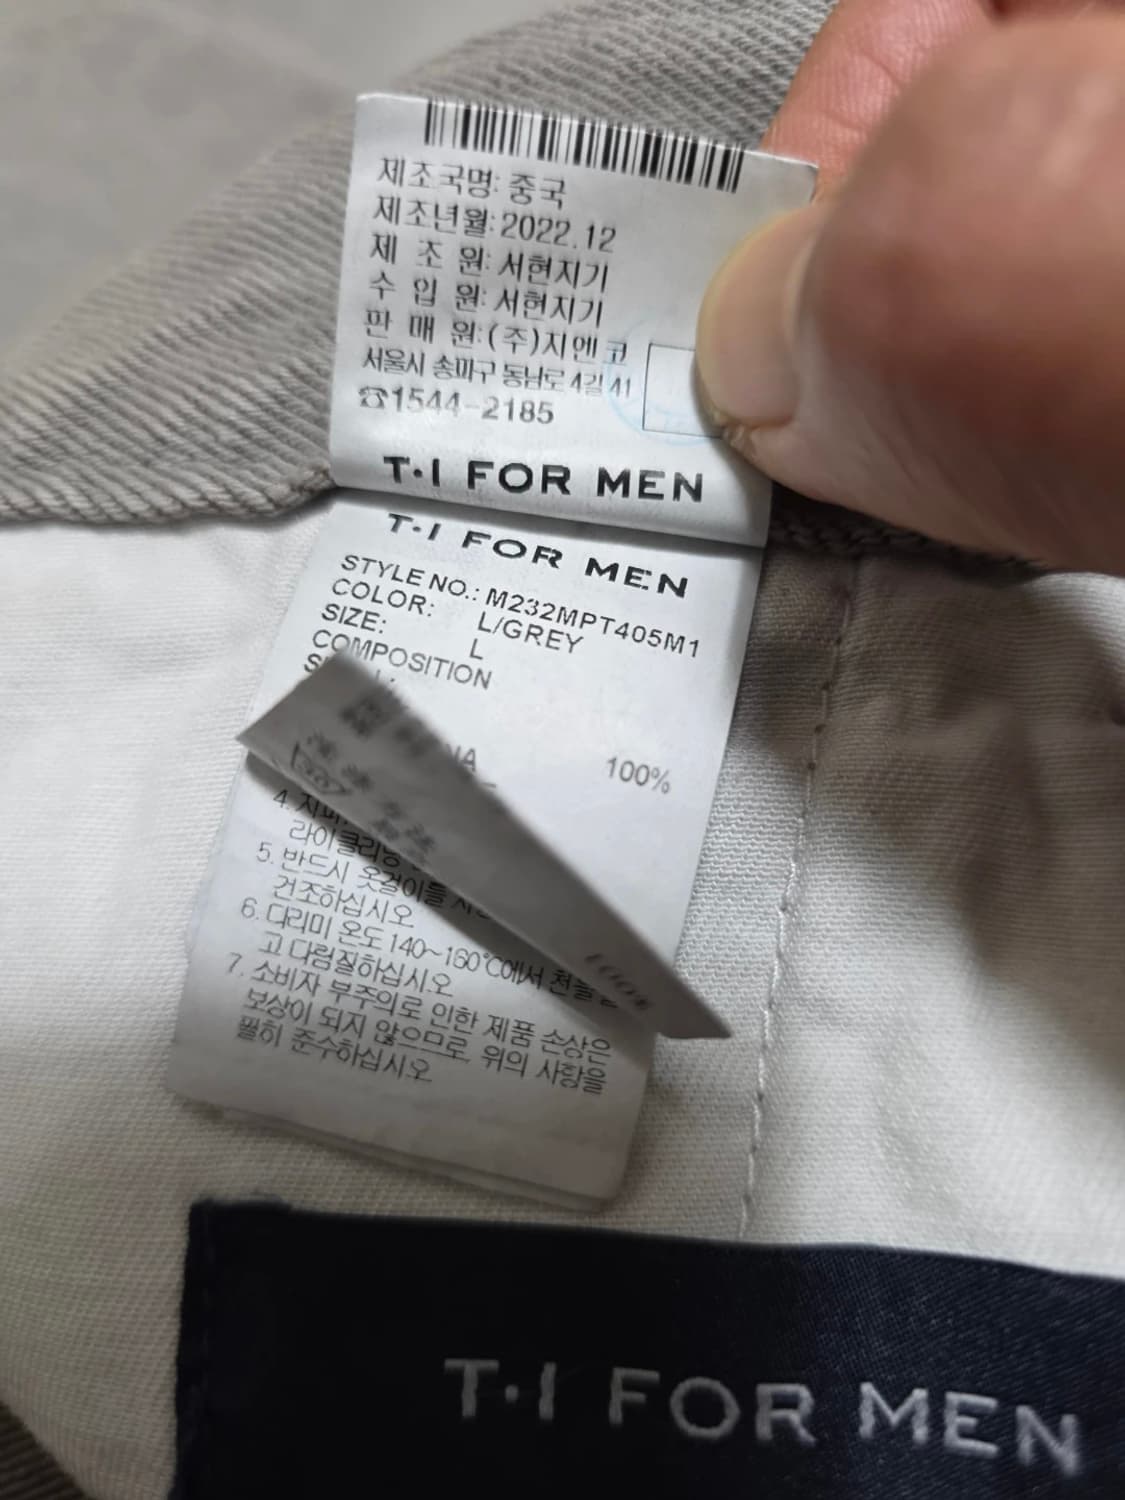 제조국명: 중국
제조년월: 2022.12
제 조 원: 서현지기
수 입 원: 서현지기
판 매 원: (주)지엔코
서울시 송파구 동남로 4길 41
☎1544-2185
T·I FOR MEN
T·I FOR MEN
STYLE NO.: M232MPT405M1
COLOR: L/GREY
SIZE: L
COMPOSITION
100%
4.
라이클리닝
5. 반드시 옷걸이를
건조하십시오
6. 다리미 온도 140~160℃에서 천을
고 다림질하십시오
7. 소비자 부주의로 인한 제품 손상은
보상이 되지 않으므로 위의 사항을
필히 준수하십시오
T·I FOR MEN